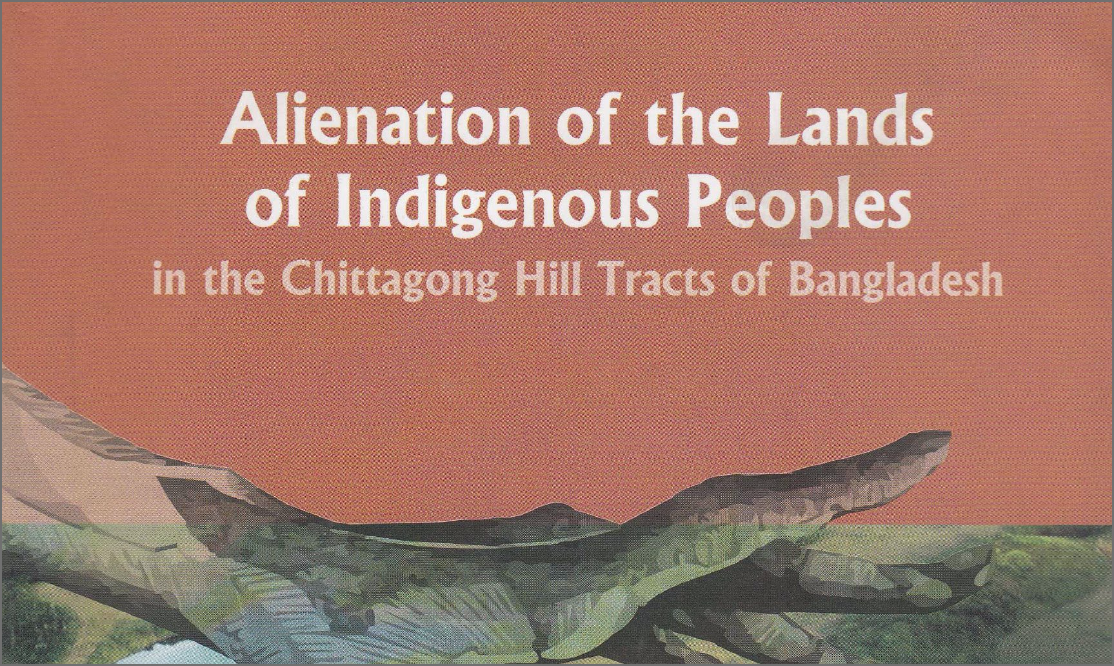 Alienation of the Lands
of Indigenous Peoples
in the Chittagong Hill Tracts of Bangladesh